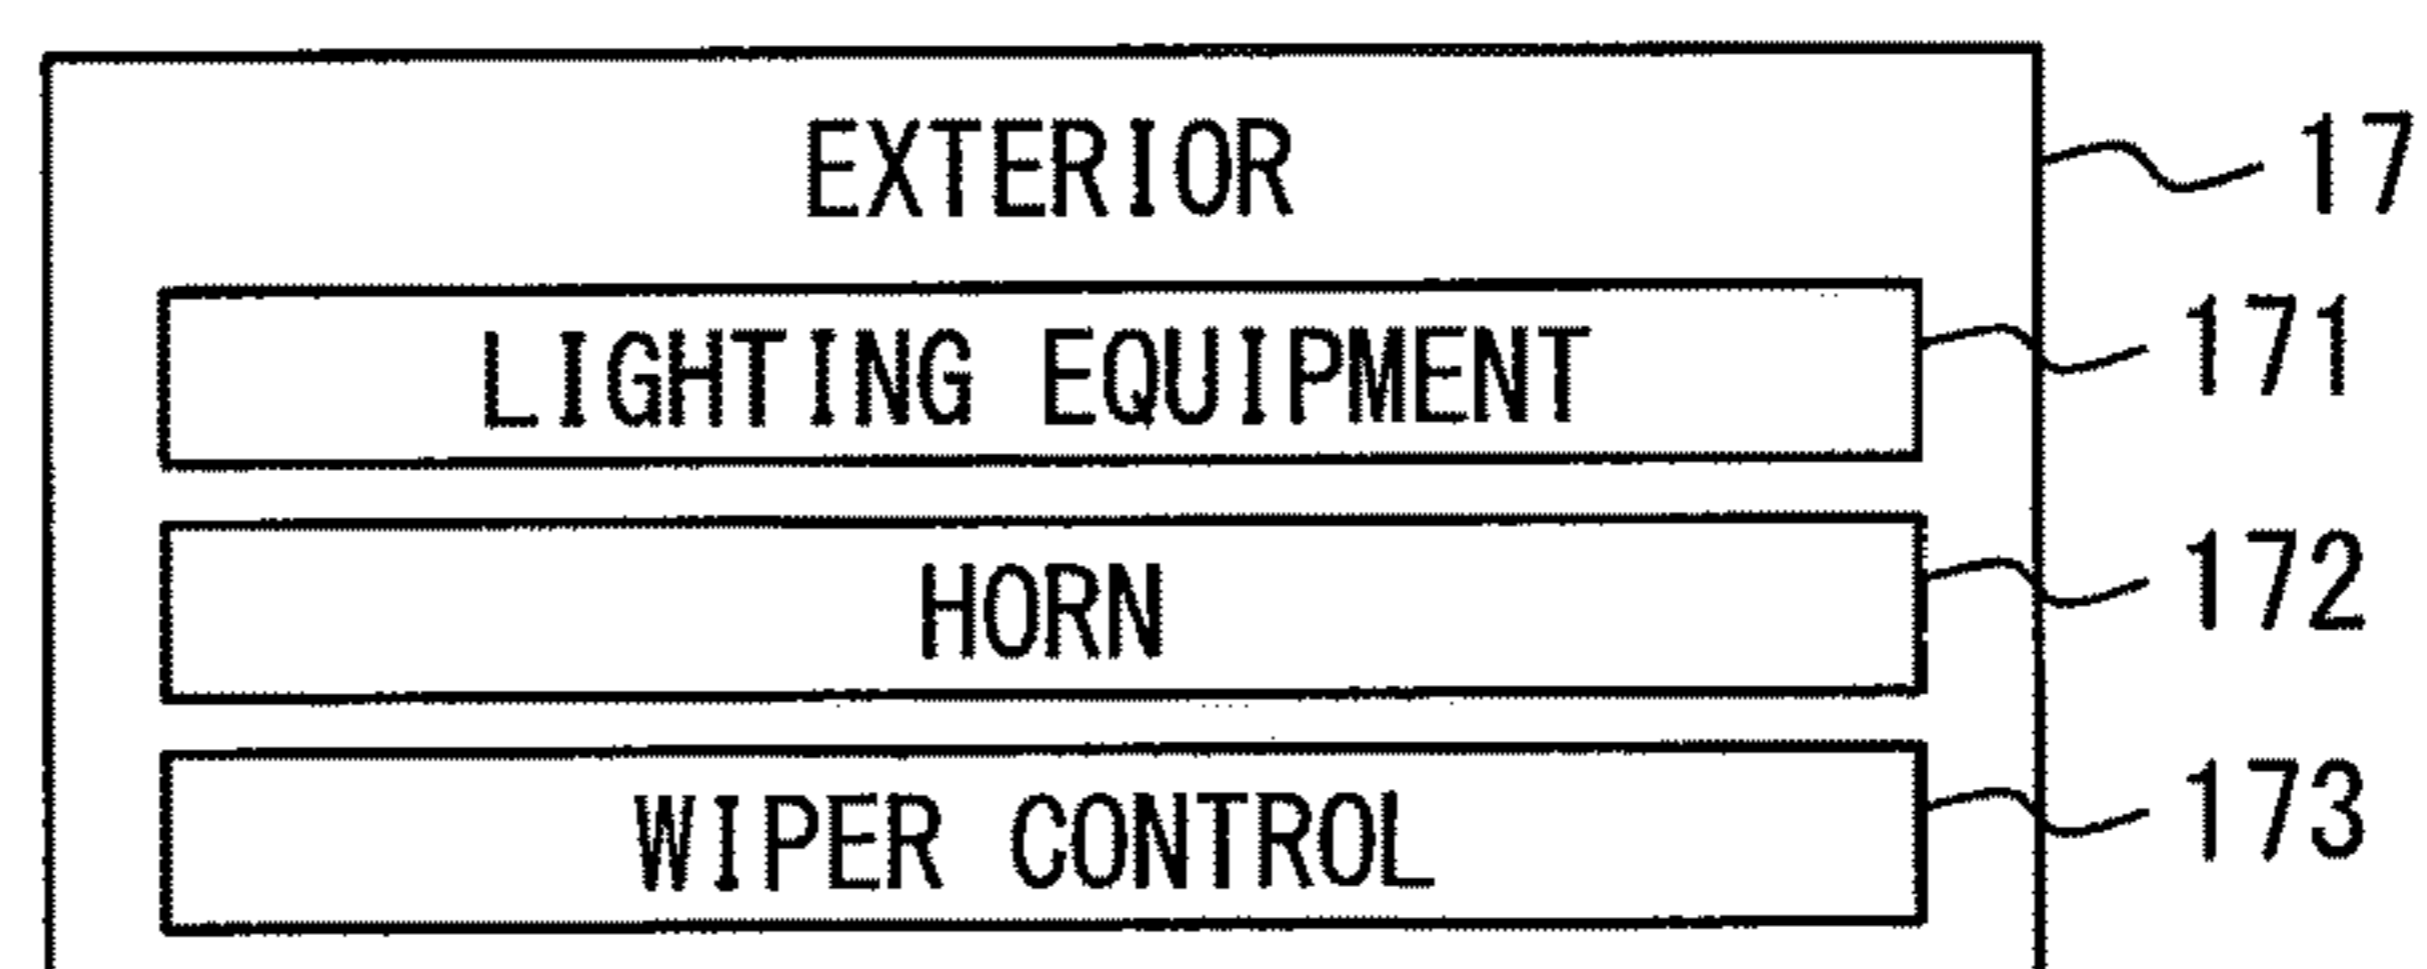 EXTERIOR 17
LIGHTING EQUIPMENT 171
HORN 172
WIPER CONTROL 173